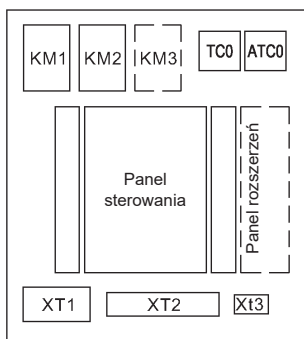 KM1 KM2 KM3 TC0 ATC0
Panel
sterowania
Panel rozszerzeń
XT1 XT2 Xt3